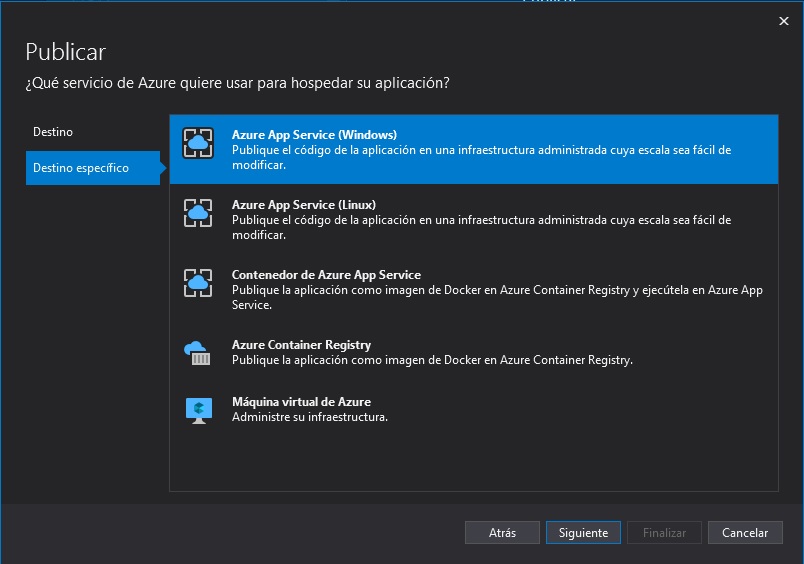 Publicar
¿Qué servicio de Azure quiere usar para hospedar su aplicación?
Destino
Destino específico
Azure App Service (Windows)
Publique el código de la aplicación en una infraestructura administrada cuya escala sea fácil de
modificar.
Azure App Service (Linux)
Publique el código de la aplicación en una infraestructura administrada cuya escala sea fácil de
modificar.
Contenedor de Azure App Service
Publique la aplicación como imagen de Docker en Azure Container Registry y ejecútela en Azure App
Service.
Azure Container Registry
Publique la aplicación como imagen de Docker en Azure Container Registry.
Máquina virtual de Azure
Administre su infraestructura.
Atrás
Siguiente
Finalizar
Cancelar